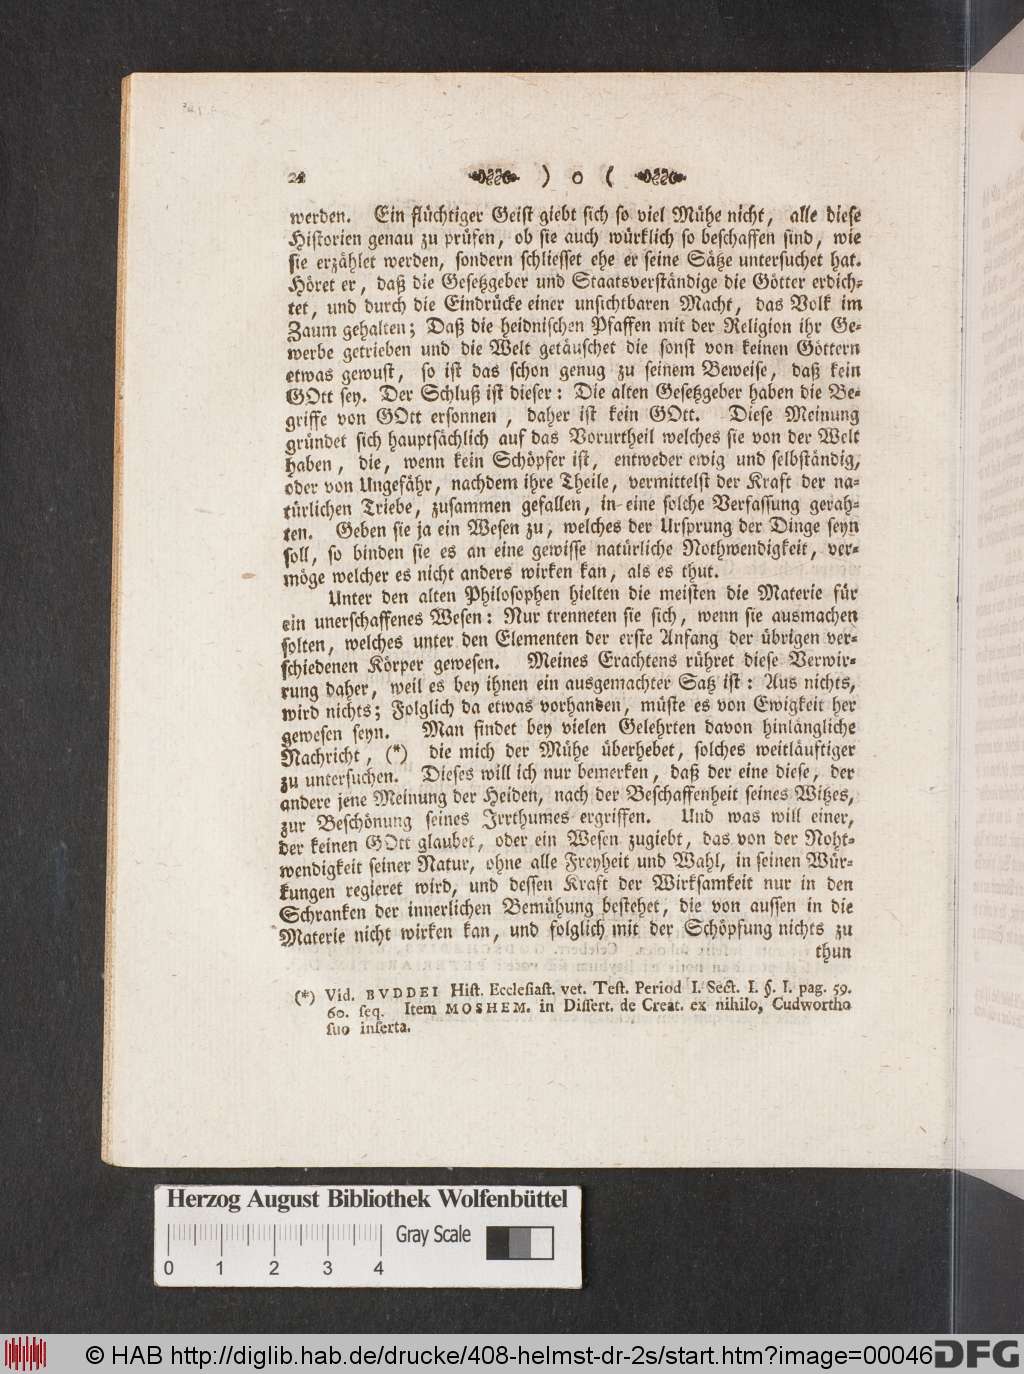 24 ) o (
werden. Ein flüchtiger Geist giebt sich so viel Mühe nicht, alle diese
Historien genau zu prüfen, ob sie auch würklich so beschaffen sind, wie
sie erzählet werden, sondern schliesset ehe er seine Sätze untersuchet hat.
Höret er, daß die Gesetzgeber und Staatsverständige die Götter erdich-
tet, und durch die Eindrücke einer unsichtbaren Macht, das Volk im
Zaum gehalten; Daß die heidnischen Pfaffen mit der Religion ihr Ge-
werbe getrieben und die Welt getäuschet die sonst von keinen Göttern
etwas gewust, so ist das schon genug zu seinem Beweise, daß kein
GOtt sey. Der Schluß ist dieser: Die alten Gesetzgeber haben die Be-
griffe von GOtt ersonnen, daher ist kein GOtt. Diese Meinung
gründet sich hauptsächlich auf das Vorurtheil welches sie von der Welt
haben, die, wenn kein Schöpfer ist, entweder ewig und selbständig,
oder von Ungefähr, nachdem ihre Theile, vermittelst der Kraft der na-
türlichen Triebe, zusammen gefallen, in eine solche Verfassung gerah-
ten. Geben sie ja ein Wesen zu, welches der Ursprung der Dinge seyn
soll, so binden sie es an eine gewisse natürliche Nothwendigkeit, ver-
möge welcher es nicht anders wirken kan, als es thut.
Unter den alten Philosophen hielten die meisten die Materie für
ein unerschaffenes Wesen: Nur trenneten sie sich, wenn sie ausmachen
solten, welches unter den Elementen der erste Anfang der übrigen ver-
schiedenen Körper gewesen. Meines Erachtens rühret diese Verwir-
rung daher, weil es bey ihnen ein ausgemachter Satz ist: Aus nichts,
wird nichts; Folglich da etwas vorhanden, müste es von Ewigkeit her
gewesen seyn. Man findet bey vielen Gelehrten davon hinlängliche
Nachricht, (*) die mich der Mühe überhebet, solches weitläuftiger
zu untersuchen. Dieses will ich nur bemerken, daß der eine diese, der
andere jene Meinung der Heiden, nach der Beschaffenheit seines Witzes,
zur Beschönung seines Irrthumes ergriffen. Und was will einer,
der keinen GOtt glaubet, oder ein Wesen zugiebt, das von der Noht-
wendigkeit seiner Natur, ohne alle Freyheit und Wahl, in seinen Wür-
kungen regieret wird, und dessen Kraft der Wirksamkeit nur in den
Schranken der innerlichen Bemühung bestehet, die von aussen in die
Materie nicht wirken kan, und folglich mit der Schöpfung nichts zu
thun
(*) Vid. BVDDEI Hist. Ecclesiast. vet. Test. Period I. Sect. I. §. I. pag. 59.
60. seq. Item MOSHEM. in Dissert. de Creat. ex nihilo, Cudwortho
suo inserta.
Herzog August Bibliothek Wolfenbüttel
Gray Scale
0 1 2 3 4
© HAB http://diglib.hab.de/drucke/408-helmst-dr-2s/start.htm?image=00046 DFG